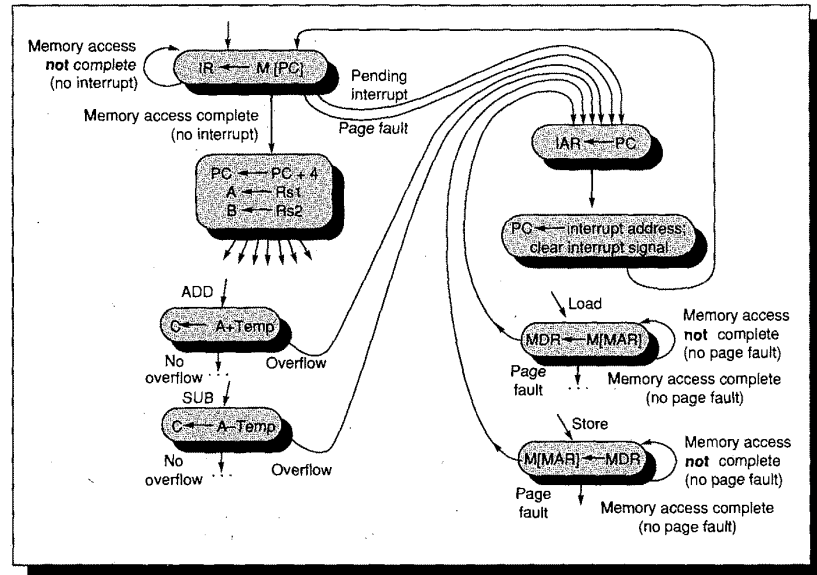 Memory access
not complete
(no interrupt)
IR ← M [PC]
Pending
interrupt
Page fault
Memory access complete
(no interrupt)
PC ← PC + 4
A ← Rs1
B ← Rs2
IAR ← PC
PC ← interrupt address;
clear interrupt signal
ADD
C ← A+Temp
No
overflow ...
Overflow
SUB
C ← A–Temp
No
overflow ...
Overflow
Load
MDR ← M[MAR]
Memory access
not complete
(no page fault)
Page
fault
...
Memory access complete
(no page fault)
Store
M[MAR] ← MDR
Memory access
not complete
(no page fault)
Page
fault
Memory access complete
(no page fault)